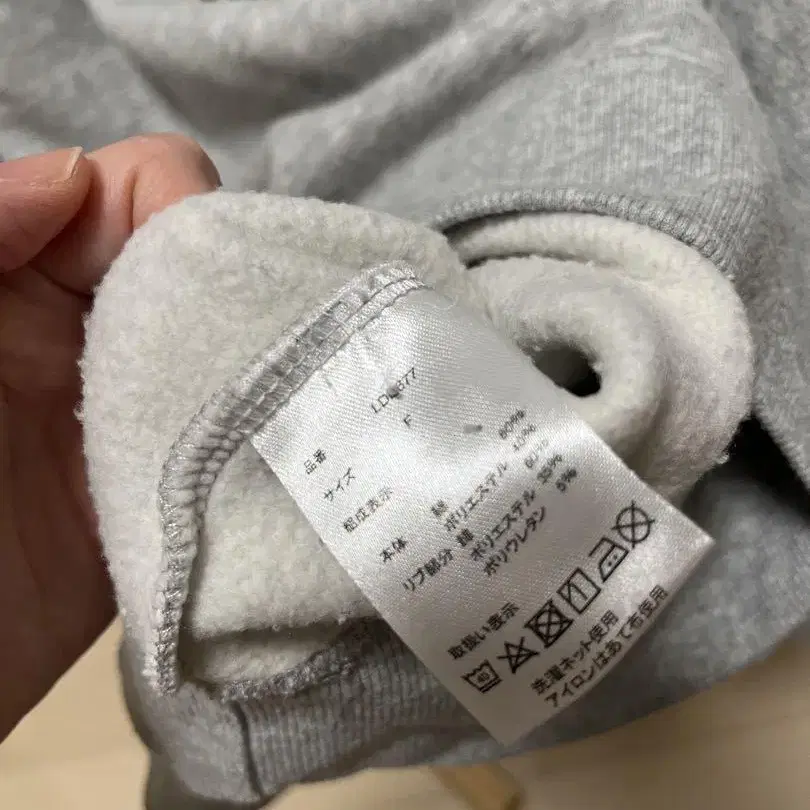 品番 LD
サイズ F
組成表示
本体 綿
ポリエステル
リブ部分 綿 60%
ポリエステル 35%
ポリウレタン 5%
取扱い表示
40
洗濯ネット使用
アイロンはあて布使用